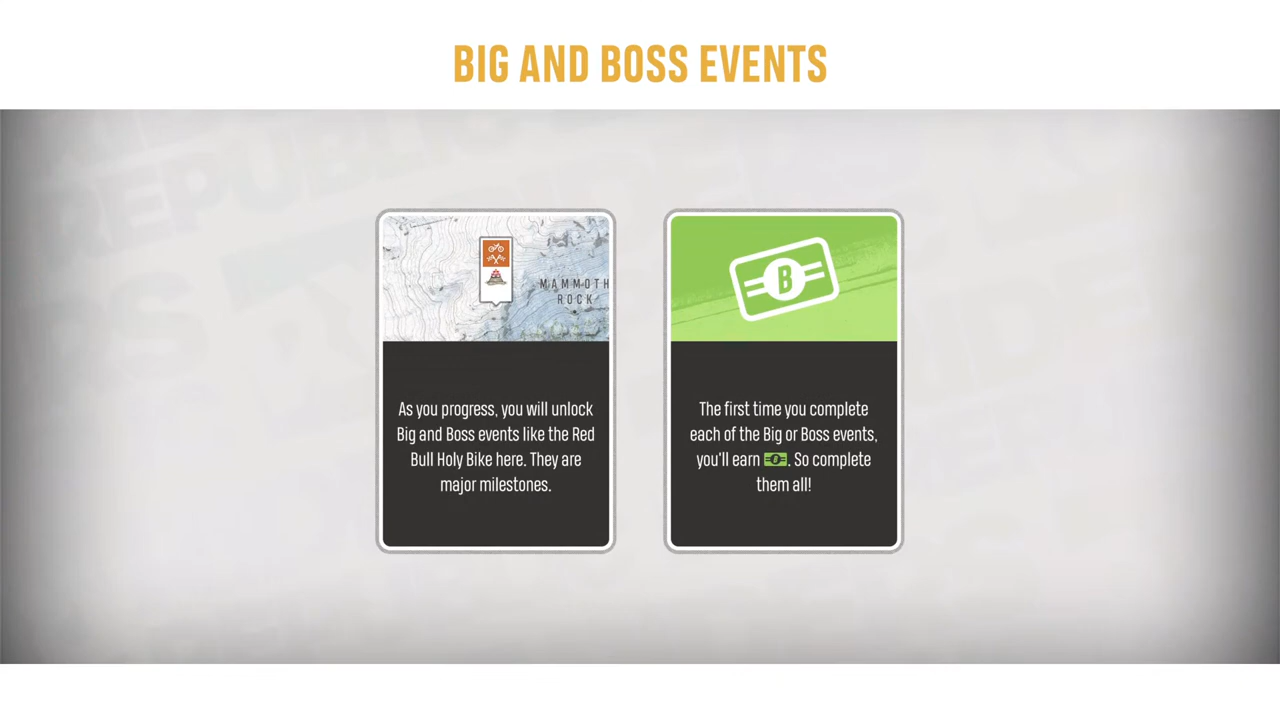 BIG AND BOSS EVENTS
MAMMOTH
ROCK
As you progress, you will unlock
Big and Boss events like the Red
Bull Holy Bike here. They are
major milestones.
B
The first time you complete
each of the Big or Boss events,
you'll earn . So complete
them all!